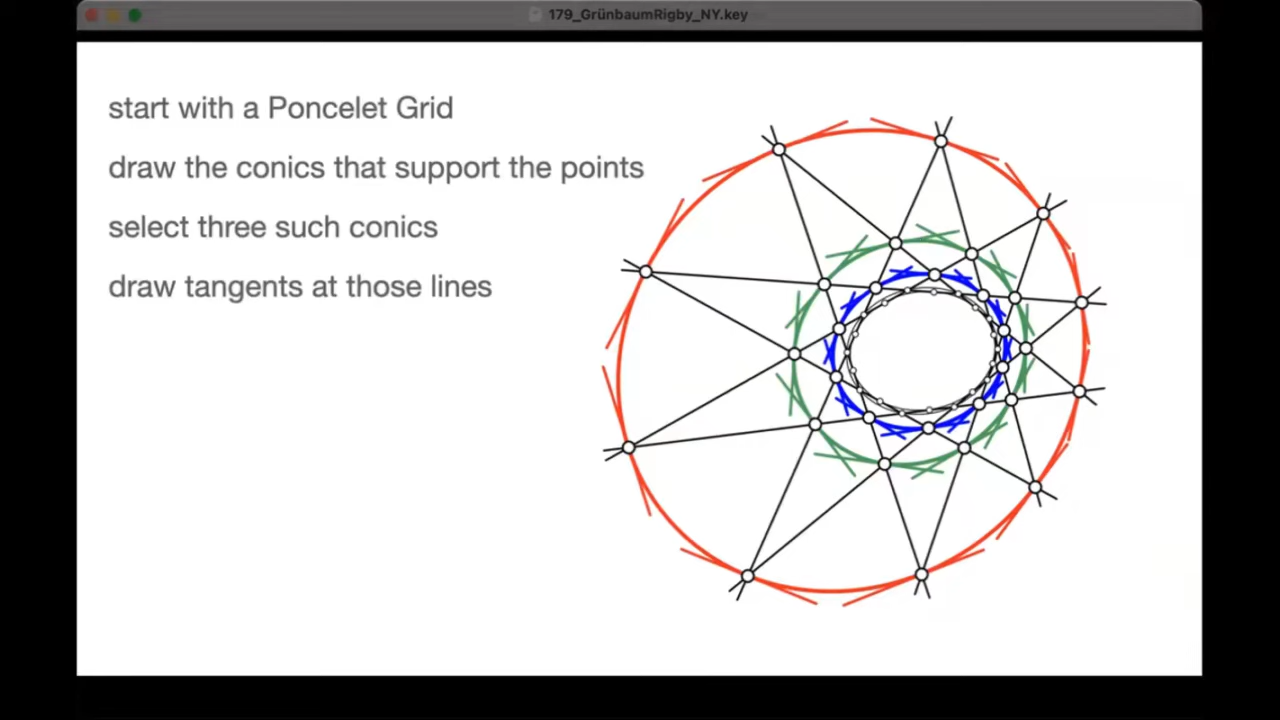 179_GrünbaumRigby_NY.key
start with a Poncelet Grid
draw the conics that support the points
select three such conics
draw tangents at those lines